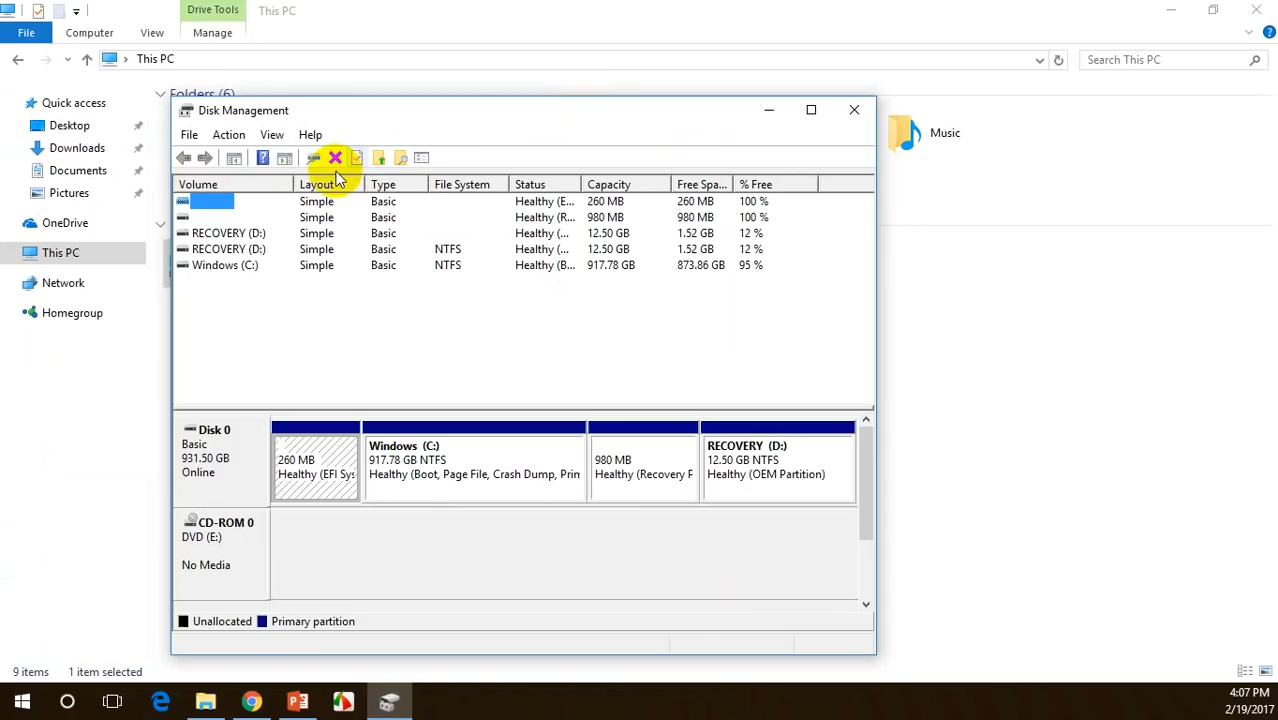 Drive Tools
This PC
File
Computer
View
Manage
This PC
Search This PC
Quick access
Desktop
Downloads
Documents
Pictures
OneDrive
This PC
Network
Homegroup
Folders (6)
Music
Disk Management
File Action View Help
Volume Layout Type File System Status Capacity Free Spa... % Free
Simple Basic Healthy (E... 260 MB 260 MB 100 %
Simple Basic Healthy (R... 980 MB 980 MB 100 %
RECOVERY (D:) Simple Basic Healthy (... 12.50 GB 1.52 GB 12 %
RECOVERY (D:) Simple Basic NTFS Healthy (... 12.50 GB 1.52 GB 12 %
Windows (C:) Simple Basic NTFS Healthy (B... 917.78 GB 873.86 GB 95 %
Disk 0
Basic
931.50 GB
Online
260 MB
Healthy (EFI Sys
Windows (C:)
917.78 GB NTFS
Healthy (Boot, Page File, Crash Dump, Prin
980 MB
Healthy (Recovery P
RECOVERY (D:)
12.50 GB NTFS
Healthy (OEM Partition)
CD-ROM 0
DVD (E:)
No Media
Unallocated Primary partition
9 items 1 item selected
4:07 PM
2/19/2017